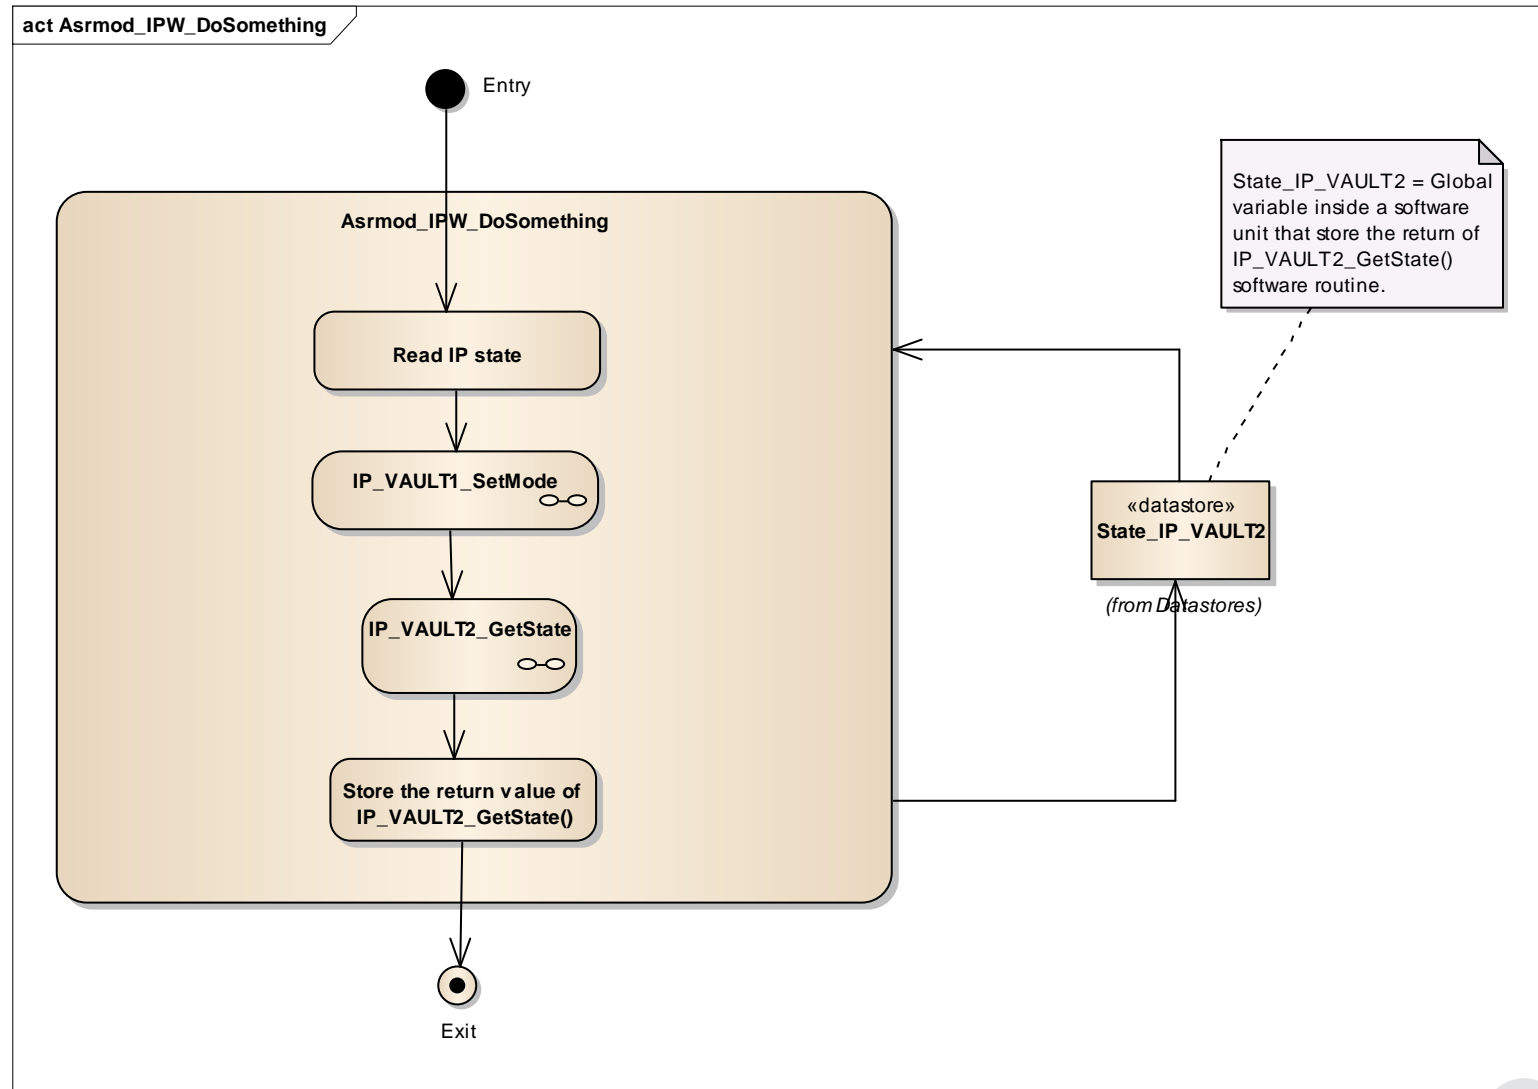 act Asrmod_IPW_DoSomething
Entry
Asrmod_IPW_DoSomething
Read IP state
IP_VAULT1_SetMode
IP_VAULT2_GetState
Store the return value of
IP_VAULT2_GetState()
Exit
State_IP_VAULT2 = Global
variable inside a software
unit that store the return of
IP_VAULT2_GetState()
software routine.
«datastore»
State_IP_VAULT2
(from Datastores)